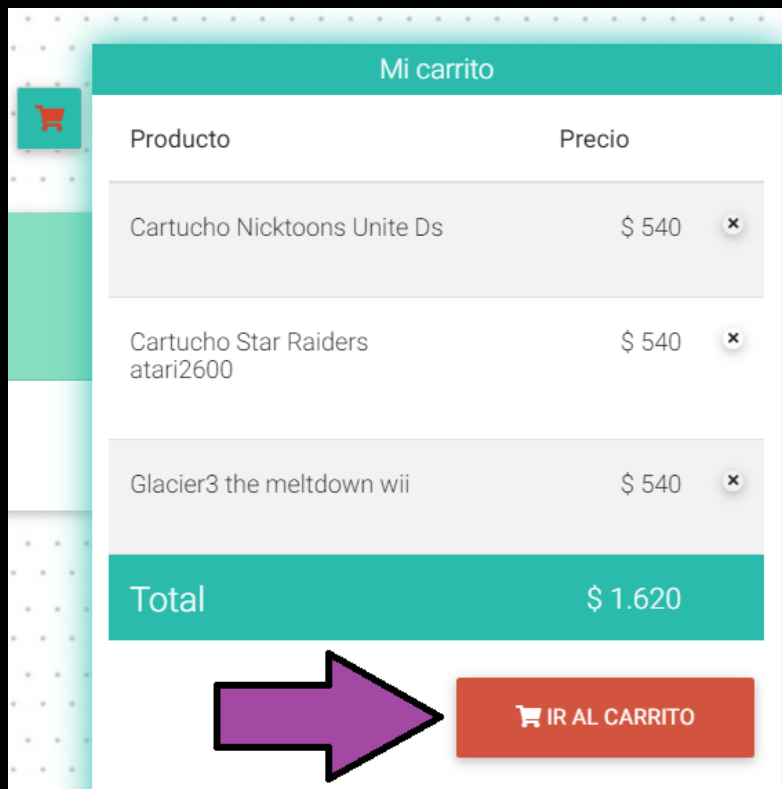 Mi carrito
Producto Precio
Cartucho Nicktoons Unite Ds $ 540
Cartucho Star Raiders $ 540
atari2600
Glacier3 the meltdown wii $ 540
Total $ 1.620
IR AL CARRITO